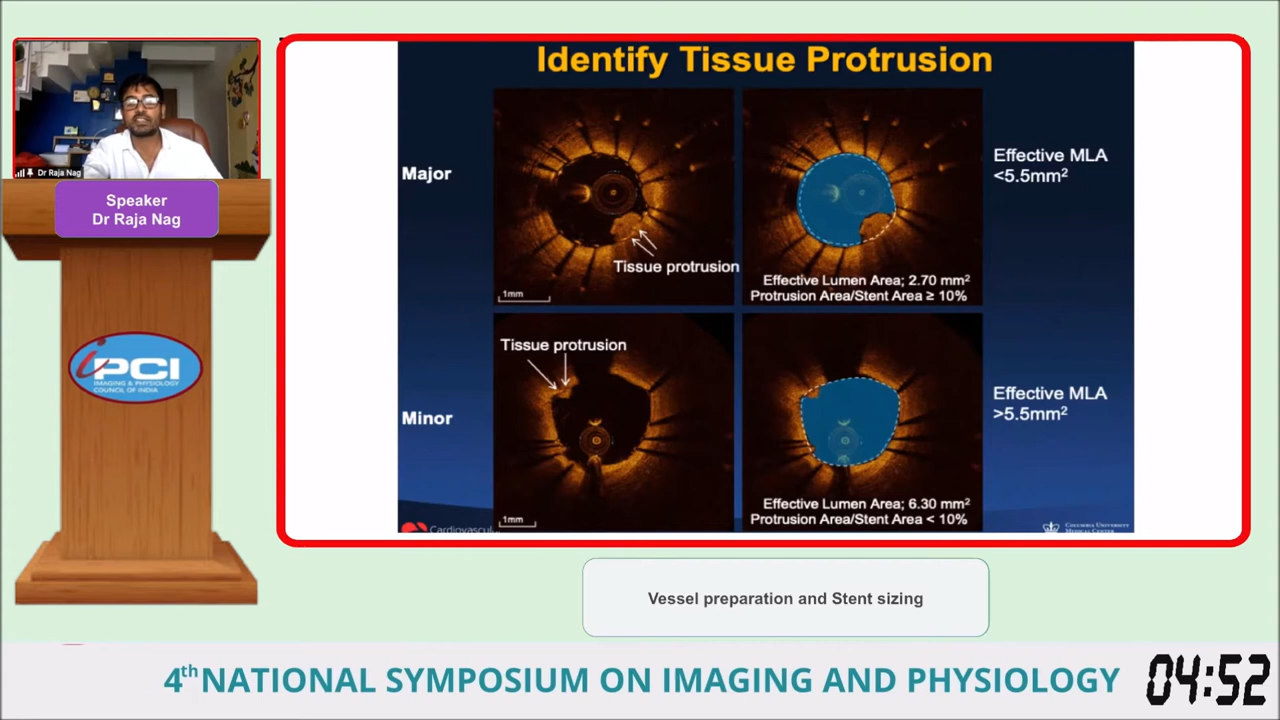 Identify Tissue Protrusion
Dr Raja Nag
Speaker
Dr Raja Nag
iPCI
IMAGING & PHYSIOLOGY
COUNCIL OF INDIA
Major
Tissue protrusion
1mm
Effective Lumen Area; 2.70 mm²
Protrusion Area/Stent Area ≥ 10%
Effective MLA
<5.5mm²
Minor
Tissue protrusion
1mm
Effective Lumen Area; 6.30 mm²
Protrusion Area/Stent Area < 10%
Effective MLA
>5.5mm²
COLUMBIA UNIVERSITY
MEDICAL CENTER
Vessel preparation and Stent sizing
4th NATIONAL SYMPOSIUM ON IMAGING AND PHYSIOLOGY
04:52